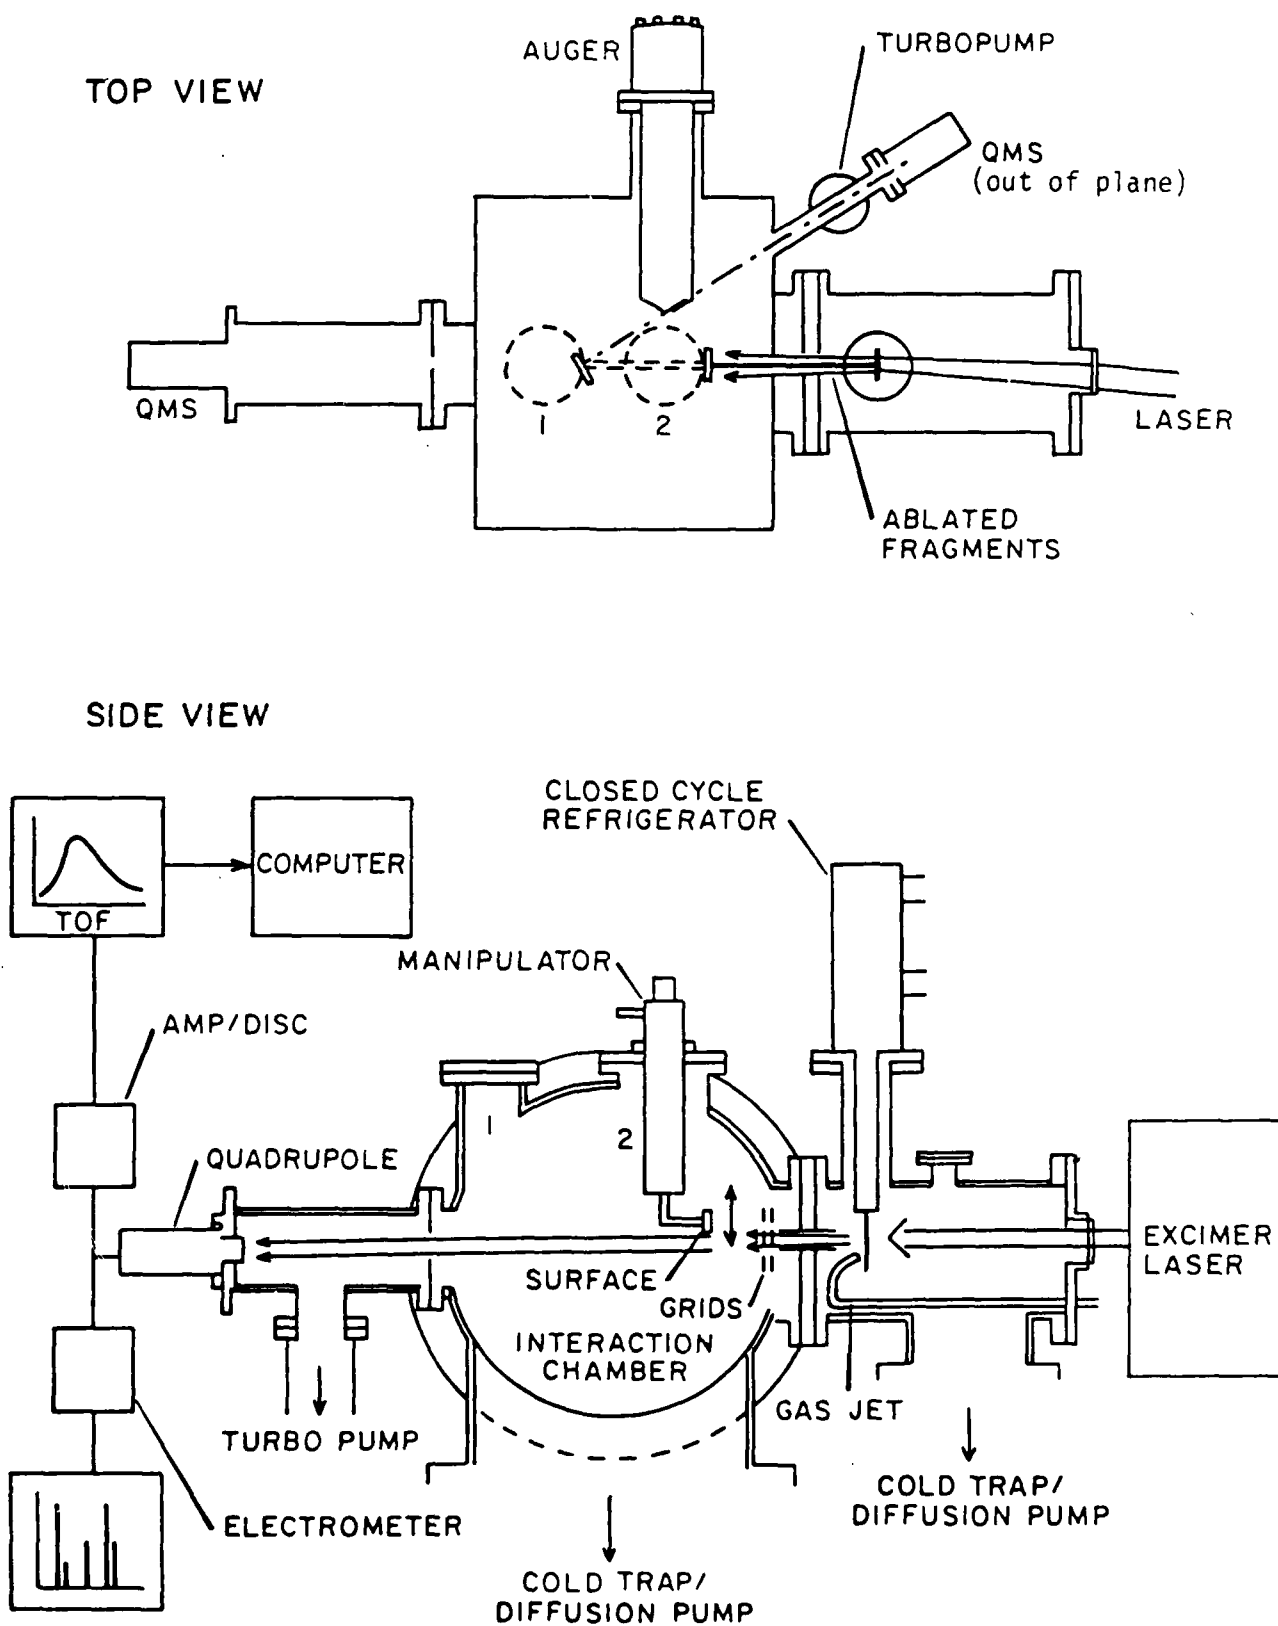 TOP VIEW
AUGER
TURBOPUMP
QMS
(out of plane)
QMS
1
2
LASER
ABLATED
FRAGMENTS
SIDE VIEW
CLOSED CYCLE
REFRIGERATOR
TOF
COMPUTER
MANIPULATOR
AMP/DISC
1
2
QUADRUPOLE
EXCIMER
LASER
SURFACE
GRIDS
INTERACTION
CHAMBER
GAS JET
TURBO PUMP
COLD TRAP/
DIFFUSION PUMP
ELECTROMETER
COLD TRAP/
DIFFUSION PUMP